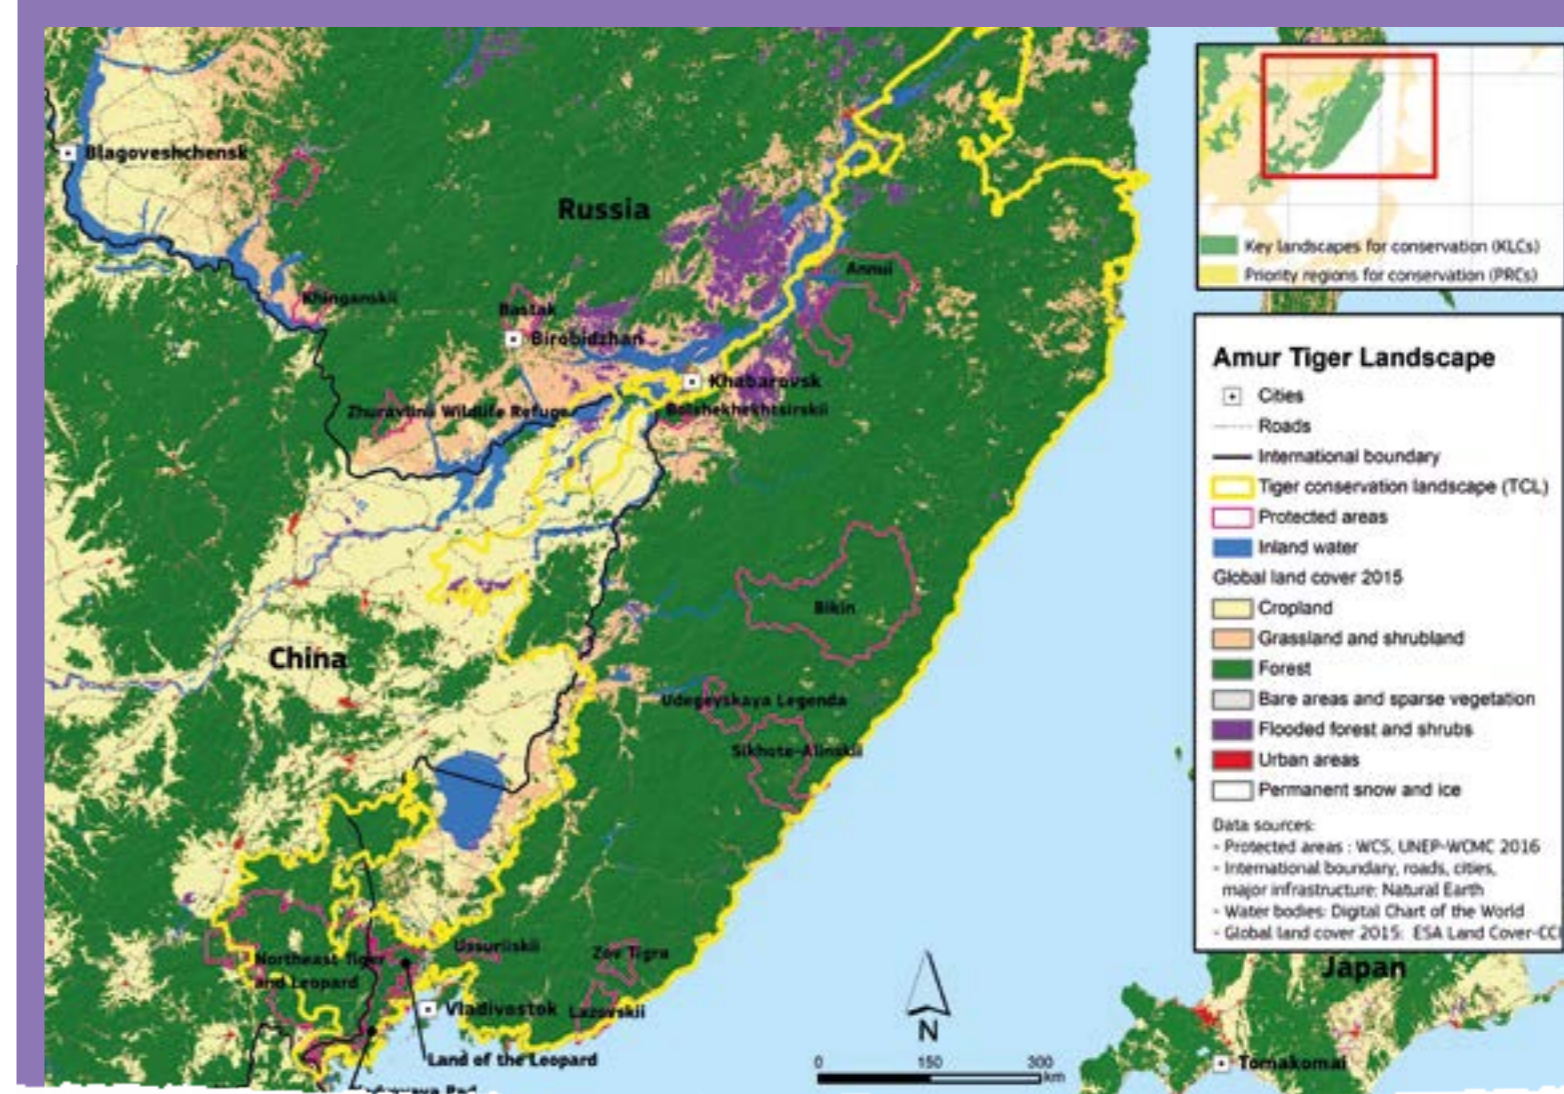 Blagoveshchensk
Russia
Annui
Khinganskii
Bastak
Birobidzhan
Khabarovsk
Zhuravlinii Wildlife Refuge
Bolshekhekhtsirskii
Bikin
China
Udegeyskaya Legenda
Sikhote-Alinskii
Ussuriiskii
Zov Tigra
Northeast Tiger
and Leopard
Vladivostok
Lazovskii
Land of the Leopard
N
0 150 300
km
Key landscapes for conservation (KLCs)
Priority regions for conservation (PRCs)
Amur Tiger Landscape
Cities
Roads
International boundary
Tiger conservation landscape (TCL)
Protected areas
Inland water
Global land cover 2015
Cropland
Grassland and shrubland
Forest
Bare areas and sparse vegetation
Flooded forest and shrubs
Urban areas
Permanent snow and ice
Data sources:
- Protected areas : WCS, UNEP-WCMC 2016
- International boundary, roads, cities,
major infrastructure: Natural Earth
- Water bodies: Digital Chart of the World
- Global land cover 2015: ESA Land Cover-CCI
Japan
Tomakomai